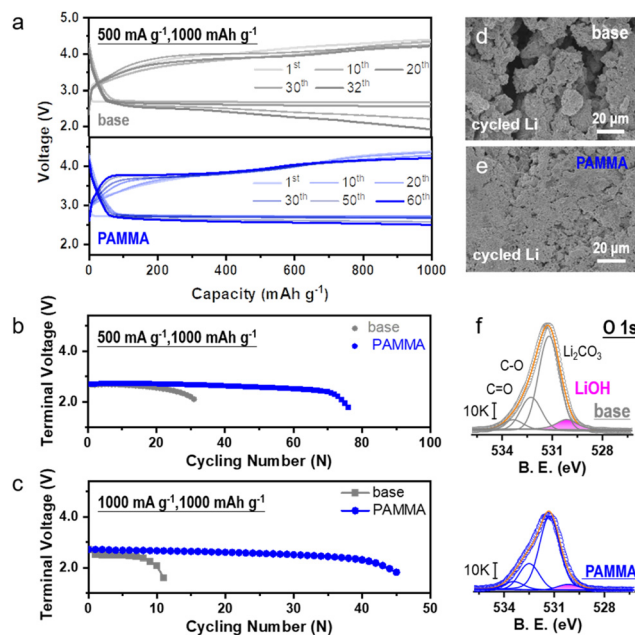 a
500 mA g⁻¹,1000 mAh g⁻¹
5.0
4.0
3.0
2.0
1st 10th 20th
30th 32th
base
4.0
3.0
2.0
1st 10th 20th
30th 50th 60th
PAMMA
Voltage (V)
0 200 400 600 800 1000
Capacity (mAh g⁻¹)
b
500 mA g⁻¹,1000 mAh g⁻¹
base
PAMMA
Terminal Voltage (V)
4.0
2.0
0 20 40 60 80 100
Cycling Number (N)
c
1000 mA g⁻¹,1000 mAh g⁻¹
base
PAMMA
Terminal Voltage (V)
4.0
2.0
0 10 20 30 40 50
Cycling Number (N)
d
base
cycled Li
20 μm
e
PAMMA
cycled Li
20 μm
f
O 1s
Li₂CO₃
C-O
C=O
LiOH
10K
base
534 531 528
B. E. (eV)
10K
PAMMA
534 531 528
B. E. (eV)